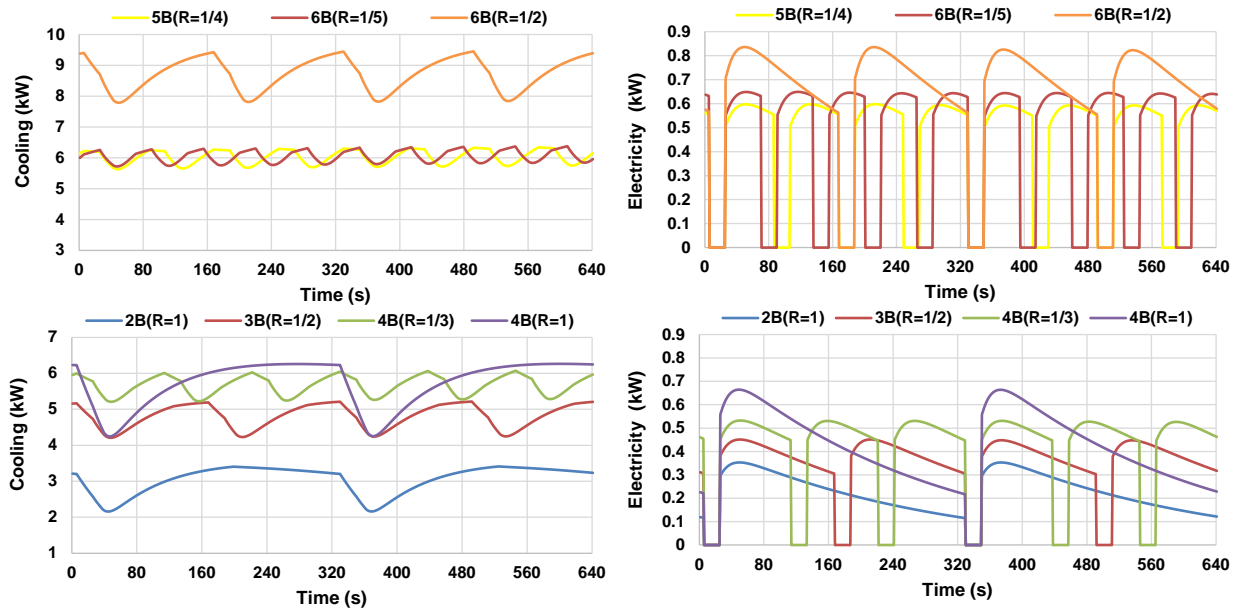 5B(R=1/4) 6B(R=1/5) 6B(R=1/2)
Cooling (kW)
10
9
8
7
6
5
4
3
0 80 160 240 320 400 480 560 640
Time (s)
5B(R=1/4) 6B(R=1/5) 6B(R=1/2)
Electricity (kW)
0.9
0.8
0.7
0.6
0.5
0.4
0.3
0.2
0.1
0
0 80 160 240 320 400 480 560 640
Time (s)
2B(R=1) 3B(R=1/2) 4B(R=1/3) 4B(R=1)
Cooling (kW)
7
6
5
4
3
2
1
0 80 160 240 320 400 480 560 640
Time (s)
2B(R=1) 3B(R=1/2) 4B(R=1/3) 4B(R=1)
Electricity (kW)
0.9
0.8
0.7
0.6
0.5
0.4
0.3
0.2
0.1
0
0 80 160 240 320 400 480 560 640
Time (s)